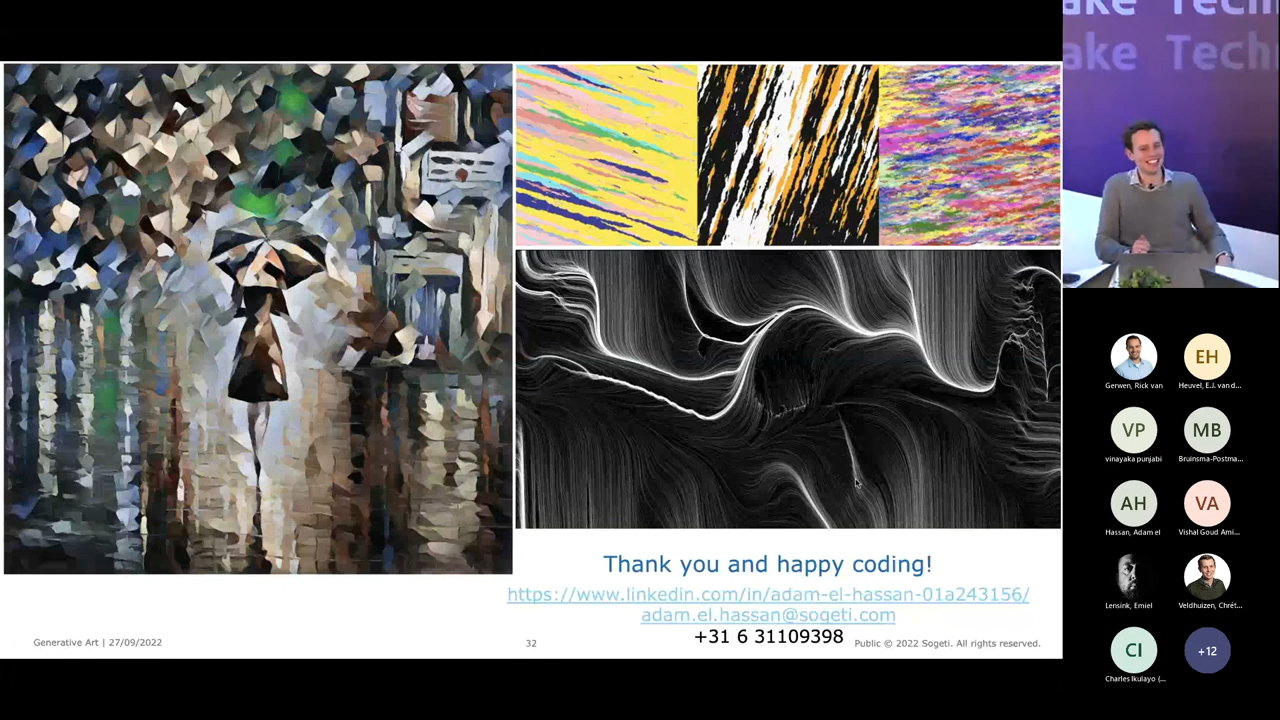 ake Tech
ake Techn
Thank you and happy coding!
https://www.linkedin.com/in/adam-el-hassan-01a243156/
adam.el.hassan@sogeti.com
+31 6 31109398
Generative Art | 27/09/2022
32
Public © 2022 Sogeti. All rights reserved.
Gerwen, Rick van
EH
Heuvel, E.J. van d...
VP
vinayaka punjabi
MB
Bruinsma-Postma...
AH
Hassan, Adam el
VA
Vishal Goud Ami...
Lensink, Emiel
Veldhuizen, Chrét...
CI
Charles Ikulayo (...
+12